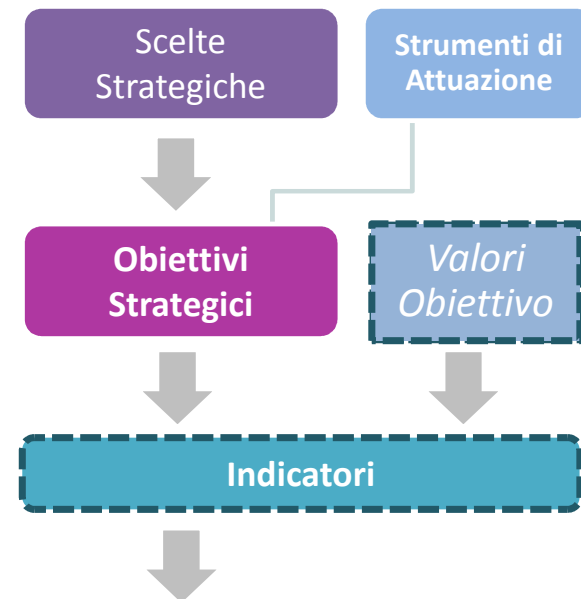 Scelte
Strategiche
Strumenti di
Attuazione
Obiettivi
Strategici
Valori
Obiettivo
Indicatori